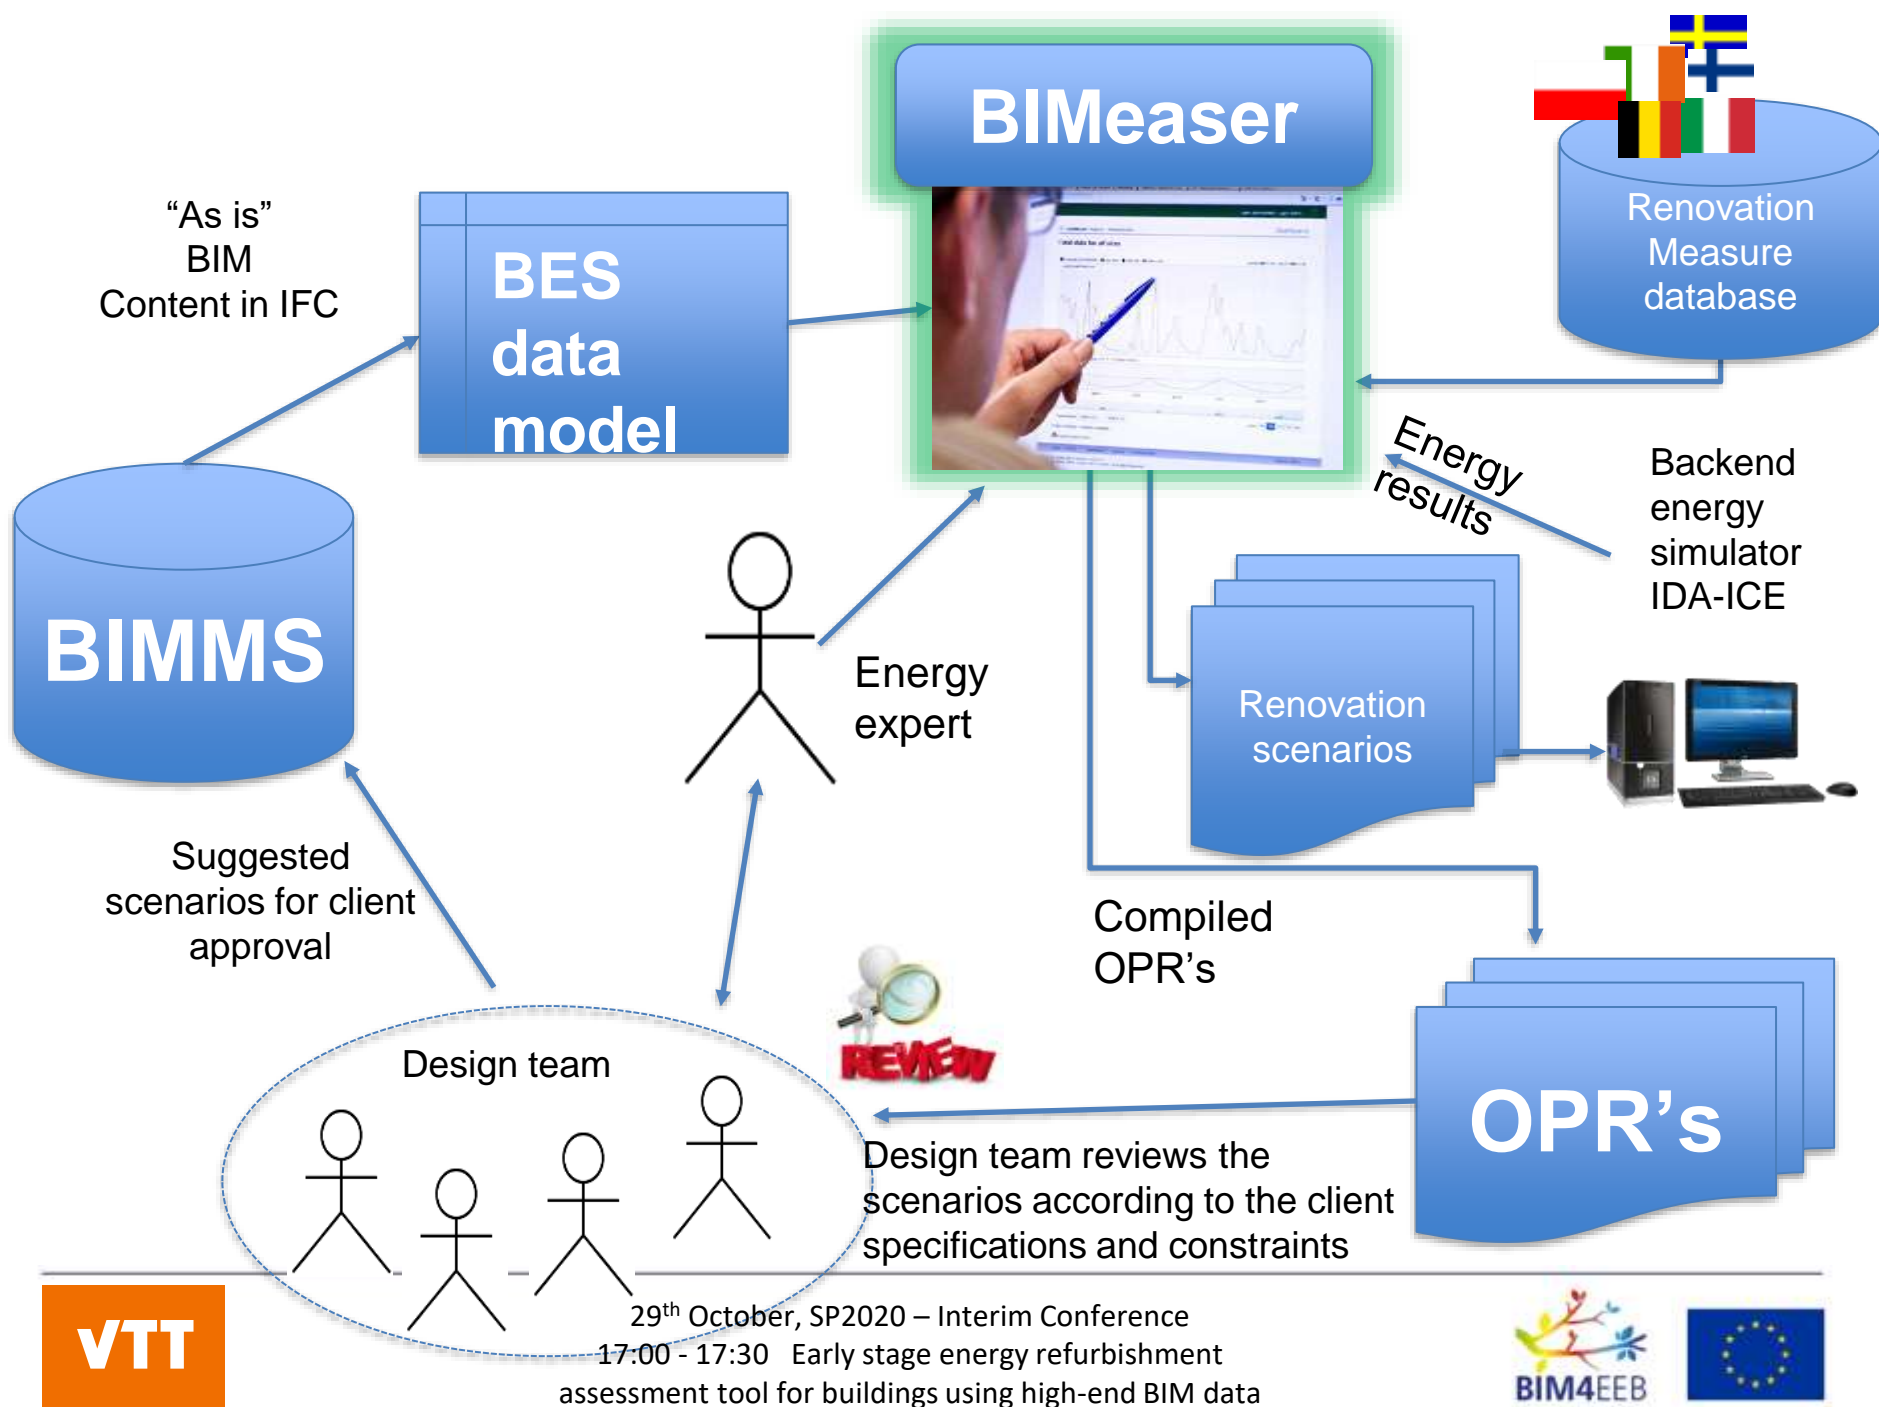 BIMeaser
"As is"
BIM
Content in IFC
BES
data
model
Renovation
Measure
database
Energy
results
Backend
energy
simulator
IDA-ICE
BIMMS
Energy
expert
Renovation
scenarios
Suggested
scenarios for client
approval
Compiled
OPR's
Design team
REVIEW
OPR's
Design team reviews the
scenarios according to the client
specifications and constraints
VTT
29th October, SP2020 – Interim Conference
17:00 - 17:30 Early stage energy refurbishment
assessment tool for buildings using high-end BIM data
BIM4EEB